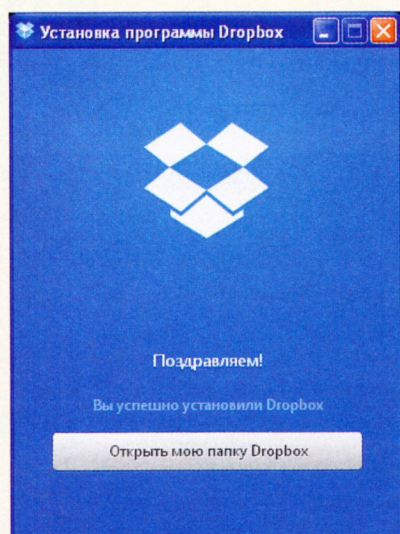 Установка программы Dropbox
Поздравляем!
Вы успешно установили Dropbox
Открыть мою папку Dropbox